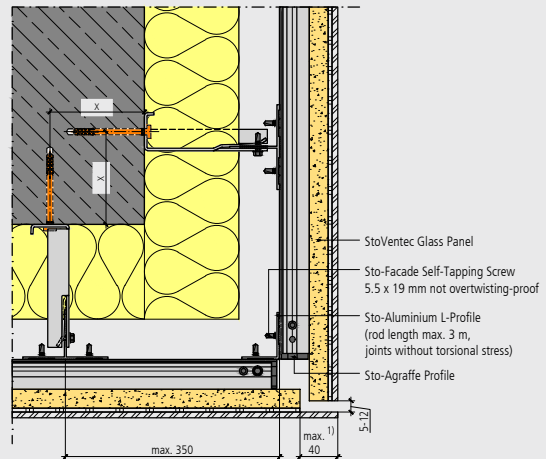 X
X
StoVentec Glass Panel
Sto-Facade Self-Tapping Screw
5.5 x 19 mm not overtwisting-proof
Sto-Aluminium L-Profile
(rod length max. 3 m,
joints without torsional stress)
Sto-Agraffe Profile
5-12
max. 350
max. 1)
40